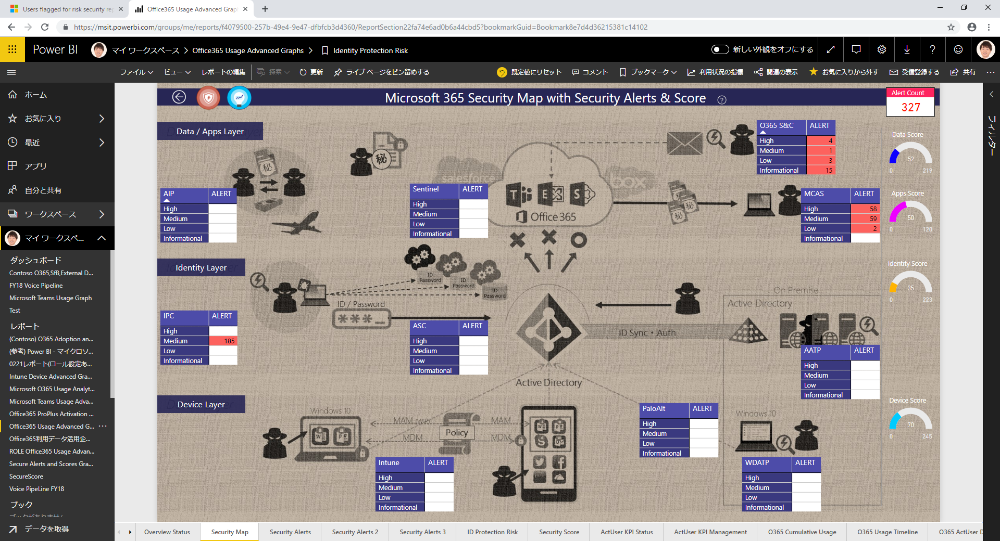 Users flagged for risk security rep
Office365 Usage Advanced Grap
https://msit.powerbi.com/groups/me/reports/f4079500-257b-49e4-9e47-dfbfcb3d4360/ReportSection22fa74e6ad0b6a44cbd5?bookmarkGuid=Bookmark8e7d4d36215381c14102
Power BI
マイ ワークスペース
Office365 Usage Advanced Graphs
Identity Protection Risk
新しい外観をオフにする
ファイル
ビュー
レポートの編集
探索
更新
ライブ ページをピン留めする
既定値にリセット
コメント
ブックマーク
利用状況の指標
関連の表示
お気に入りから外す
受信登録する
共有
ホーム
お気に入り
最近
アプリ
自分と共有
ワークスペース
マイ ワークスペ...
ダッシュボード
Contoso O365,SfB,External D...
FY18 Voice Pipeline
Microsoft Teams Usage Graph
Test
レポート
(Contoso) O365 Adoption an...
(参考) Power BI - マイクロソ...
0221レポート(ロール設定あ...
Intune Device Advanced Gra...
Microsoft O365 Usage Analyt...
Microsoft Teams Usage Adva...
Office365 ProPlus Activation ...
Office365 Usage Advanced G...
Office365利用データ活用企...
ROLE Office365 Usage Advan...
Secure Alerts and Scores Gra...
SecureScore
Voice PipeLine FY18
ブック
ブックがありません
データを取得
Microsoft 365 Security Map with Security Alerts & Score
Alert Count
327
フィルター
Data / Apps Layer
秘
秘
salesforce
box
Office 365
秘
秘
O365 S&C ALERT
High 4
Medium 1
Low 3
Informational 15
Data Score
52
0 219
AIP ALERT
High
Medium
Low
Informational
Sentinel ALERT
High
Medium
Low
Informational
MCAS ALERT
High 58
Medium 59
Low 2
Informational
Apps Score
50
0 120
Identity Layer
ID
Password
ID
Password
ID
Password
ID / Password
Identity Score
35
0 223
On Premise
Active Directory
ID Sync・Auth
IPC ALERT
High
Medium 185
Low
Informational
ASC ALERT
High
Medium
Low
Informational
AATP ALERT
High
Medium
Low
Informational
Active Directory
Device Layer
Windows 10
MAM (WIP)
MAM
Policy
MDM
MDM
PaloAlt ALERT
High
Medium
Low
Informational
Windows 10
Device Score
70
0 245
Intune ALERT
High
Medium
Low
Informational
WDATP ALERT
High
Medium
Low
Informational
Overview Status
Security Map
Security Alerts
Security Alerts 2
Security Alerts 3
ID Protection Risk
Security Score
ActUser KPI Status
ActUser KPI Management
O365 Cumulative Usage
O365 Usage Timeline
O365 ActUser D